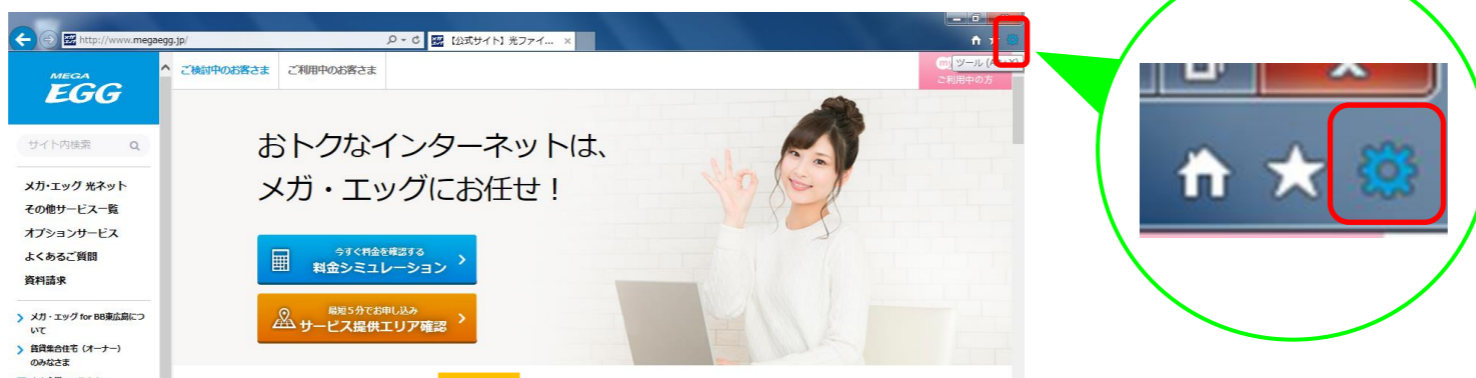 http://www.megaegg.jp/
【公式サイト】光ファイ...
MEGA
EGG
ご検討中のお客さま
ご利用中のお客さま
my
ツール (Al
+X)
ご利用中の方
サイト内検索
おトクなインターネットは、
メガ・エッグにお任せ！
メガ・エッグ 光ネット
その他サービス一覧
オプションサービス
よくあるご質問
資料請求
今すぐ料金を確認する
料金シミュレーション
最短5分でお申し込み
サービス提供エリア確認
メガ・エッグ for BB東広島につ
いて
賃貸集合住宅（オーナー）
のみなさま